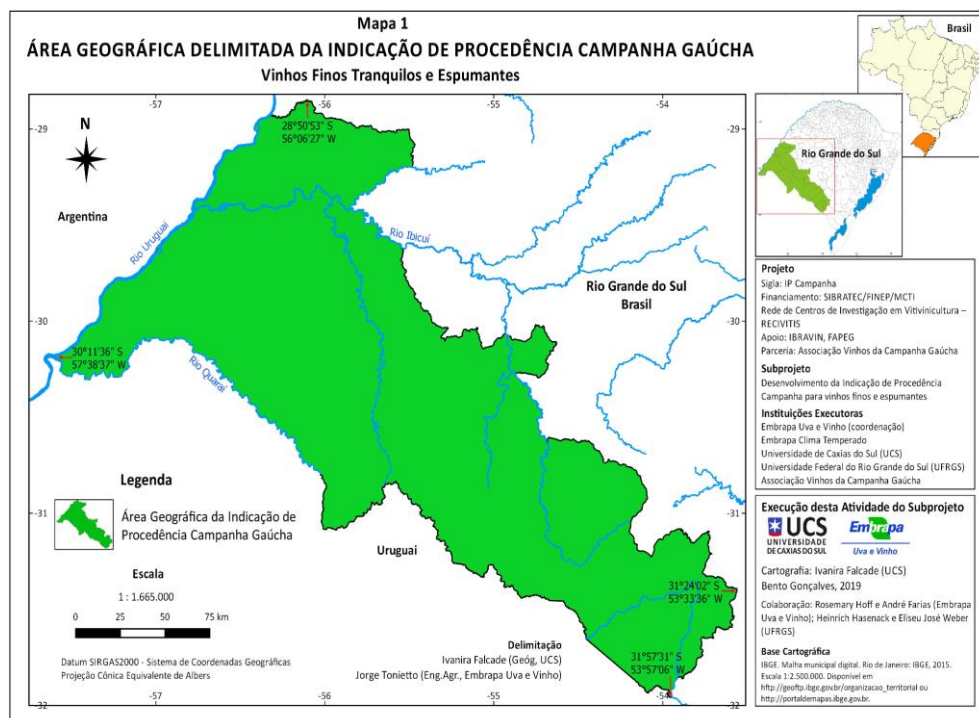 Mapa 1
ÁREA GEOGRÁFICA DELIMITADA DA INDICAÇÃO DE PROCEDÊNCIA CAMPANHA GAÚCHA
Vinhos Finos Tranquilos e Espumantes
Brasil
Rio Grande do Sul
-57
-56
-55
-54
-29
-29
28°50'53" S
56°06'27" W
N
Argentina
Rio Uruguai
Rio Ibicuí
Rio Grande do Sul
Brasil
-30
-30
30°11'36" S
57°38'37" W
Rio Quaraí
-31
-31
Uruguai
31°24'02" S
53°33'36" W
31°57'31" S
53°57'06" W
-32
-57
-56
-55
-54
Legenda
Área Geográfica da Indicação de
Procedência Campanha Gaúcha
Escala
1 : 1.665.000
0 25 50 75 km
Datum SIRGAS2000 - Sistema de Coordenadas Geográficas
Projeção Cônica Equivalente de Albers
Delimitação
Ivanira Falcade (Geóg, UCS)
Jorge Tonietto (Eng.Agr., Embrapa Uva e Vinho)
Projeto
Sigla: IP Campanha
Financiamento: SIBRATEC/FINEP/MCTI
Rede de Centros de Investigação em Vitivinicultura –
RECIVITIS
Apoio: IBRAVIN, FAPEG
Parceria: Associação Vinhos da Campanha Gaúcha
Subprojeto
Desenvolvimento da Indicação de Procedência
Campanha para vinhos finos e espumantes
Instituições Executoras
Embrapa Uva e Vinho (coordenação)
Embrapa Clima Temperado
Universidade de Caxias do Sul (UCS)
Universidade Federal do Rio Grande do Sul (UFRGS)
Associação Vinhos da Campanha Gaúcha
Execução desta Atividade do Subprojeto
UCS
UNIVERSIDADE
DE CAXIAS DO SUL
Embrapa
Uva e Vinho
Cartografia: Ivanira Falcade (UCS)
Bento Gonçalves, 2019
Colaboração: Rosemary Hoff e André Farias (Embrapa
Uva e Vinho); Heinrich Hasenack e Eliseu José Weber
(UFRGS)
Base Cartográfica
IBGE. Malha municipal digital. Rio de Janeiro: IBGE, 2015.
Escala 1:2.500.000. Disponível em
http://geoftp.ibge.gov.br/organizacao_territorial ou
http://portaldemapas.ibge.gov.br.